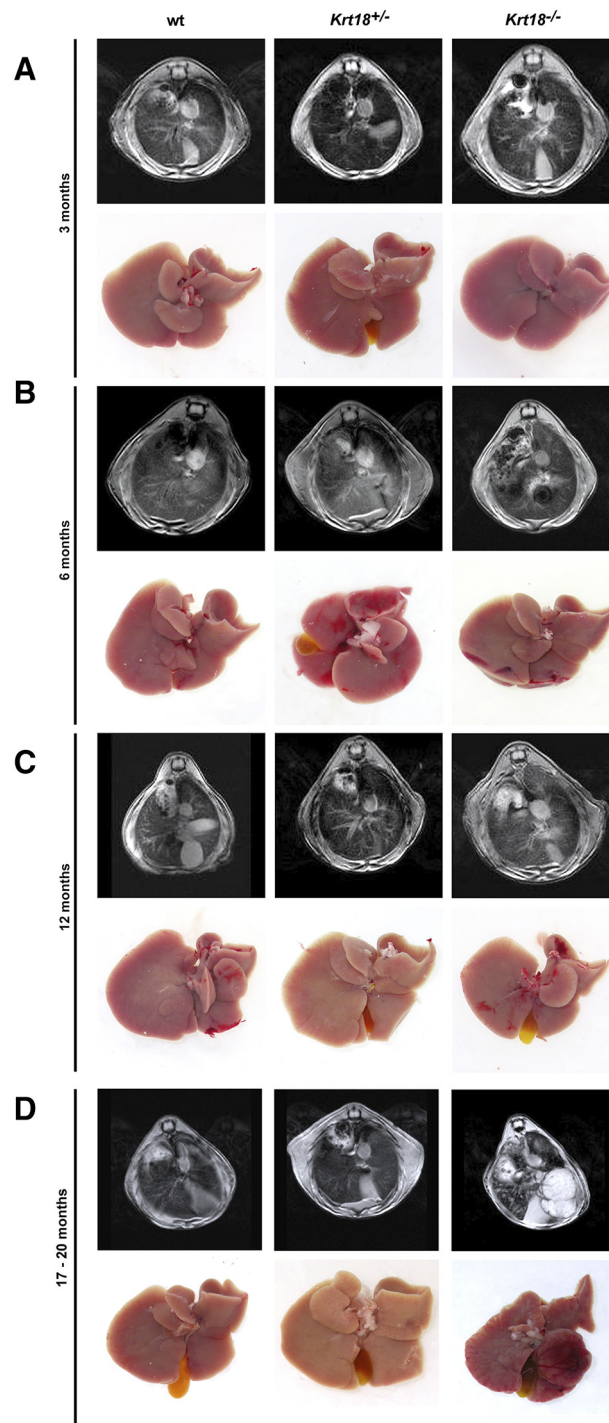 wt Krt18+/- Krt18-/-
A
3 months
B
6 months
C
12 months
D
17 - 20 months